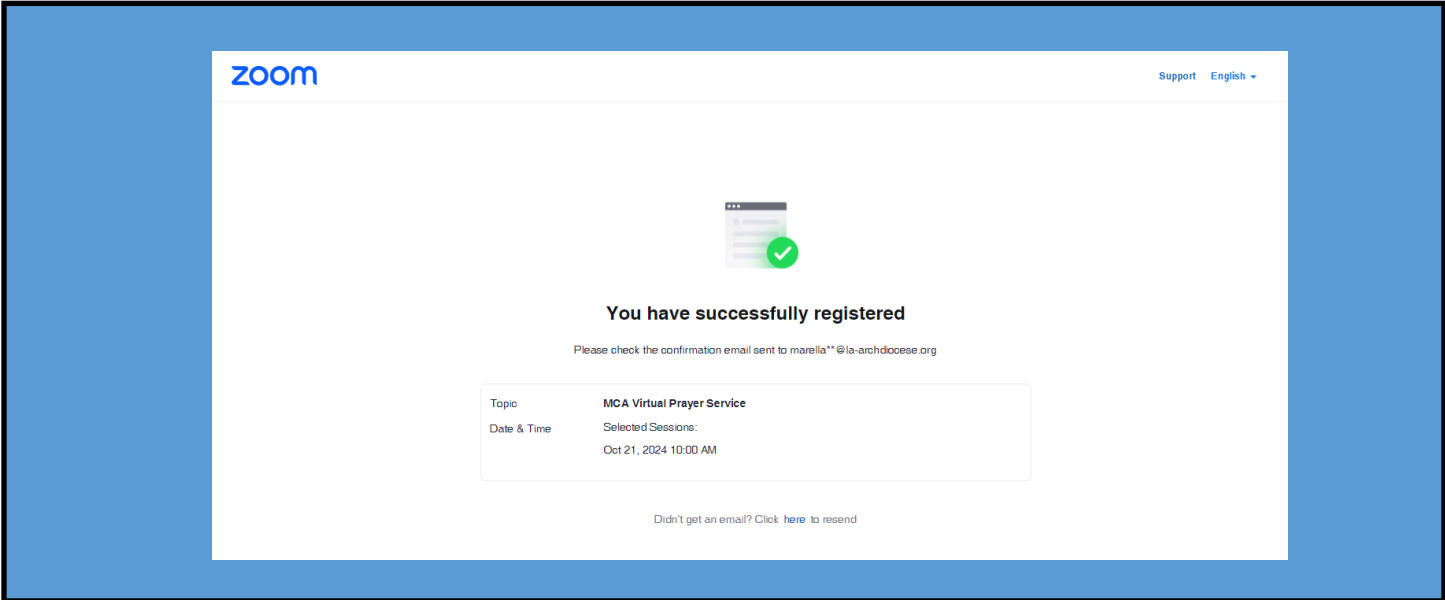 zoom
Support English
You have successfully registered
Please check the confirmation email sent to marella**@la-archdiocese.org
Topic MCA Virtual Prayer Service
Date & Time Selected Sessions:
Oct 21, 2024 10:00 AM
Didn't get an email? Click here to resend